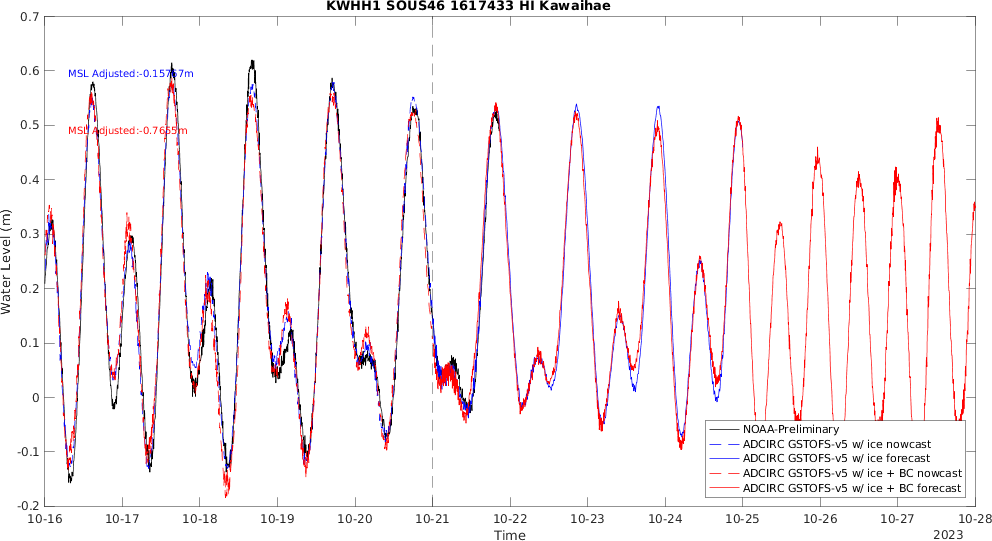 KWHH1 SOUS46 1617433 HI Kawaihae
0.7
0.6
0.5
0.4
0.3
0.2
0.1
0
-0.1
-0.2
Water Level (m)
MSL Adjusted:-0.15767m
MSL Adjusted:-0.7655m
NOAA-Preliminary
ADCIRC GSTOFS-v5 w/ ice nowcast
ADCIRC GSTOFS-v5 w/ ice forecast
ADCIRC GSTOFS-v5 w/ ice + BC nowcast
ADCIRC GSTOFS-v5 w/ ice + BC forecast
10-16 10-17 10-18 10-19 10-20 10-21 10-22 10-23 10-24 10-25 10-26 10-27 10-28
Time
2023